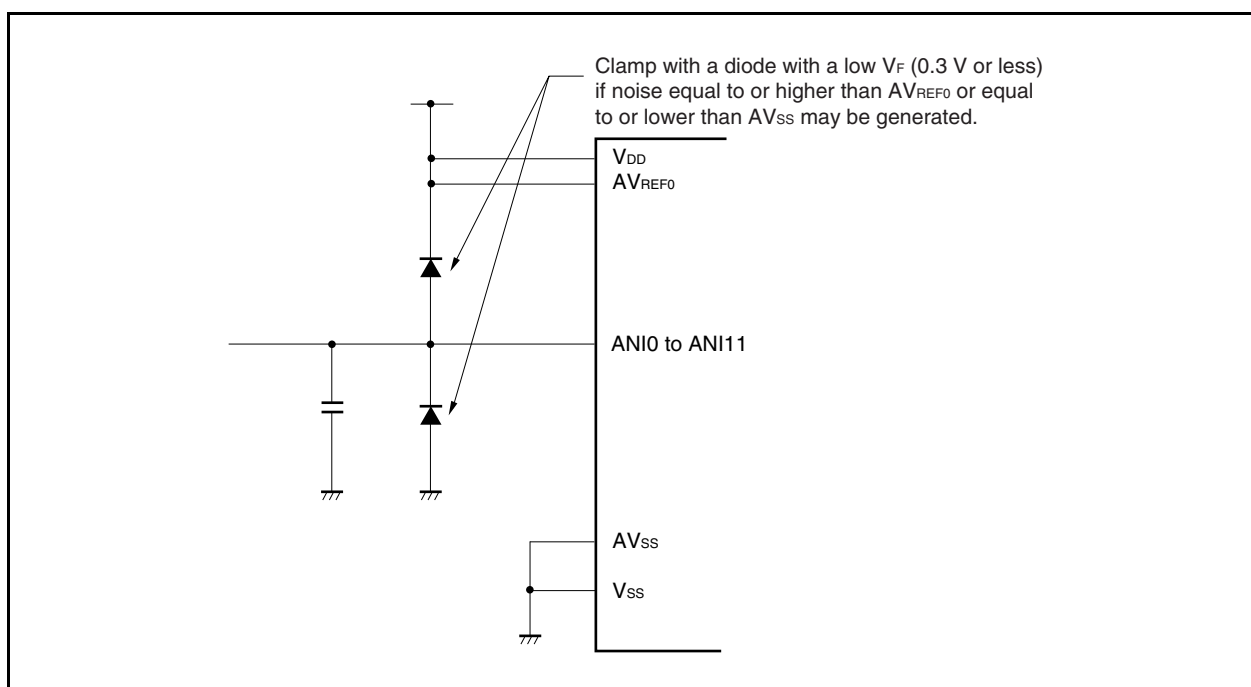 Clamp with a diode with a low VF (0.3 V or less)
if noise equal to or higher than AVREF0 or equal
to or lower than AVSS may be generated.
VDD
AVREF0
ANI0 to ANI11
AVSS
VSS